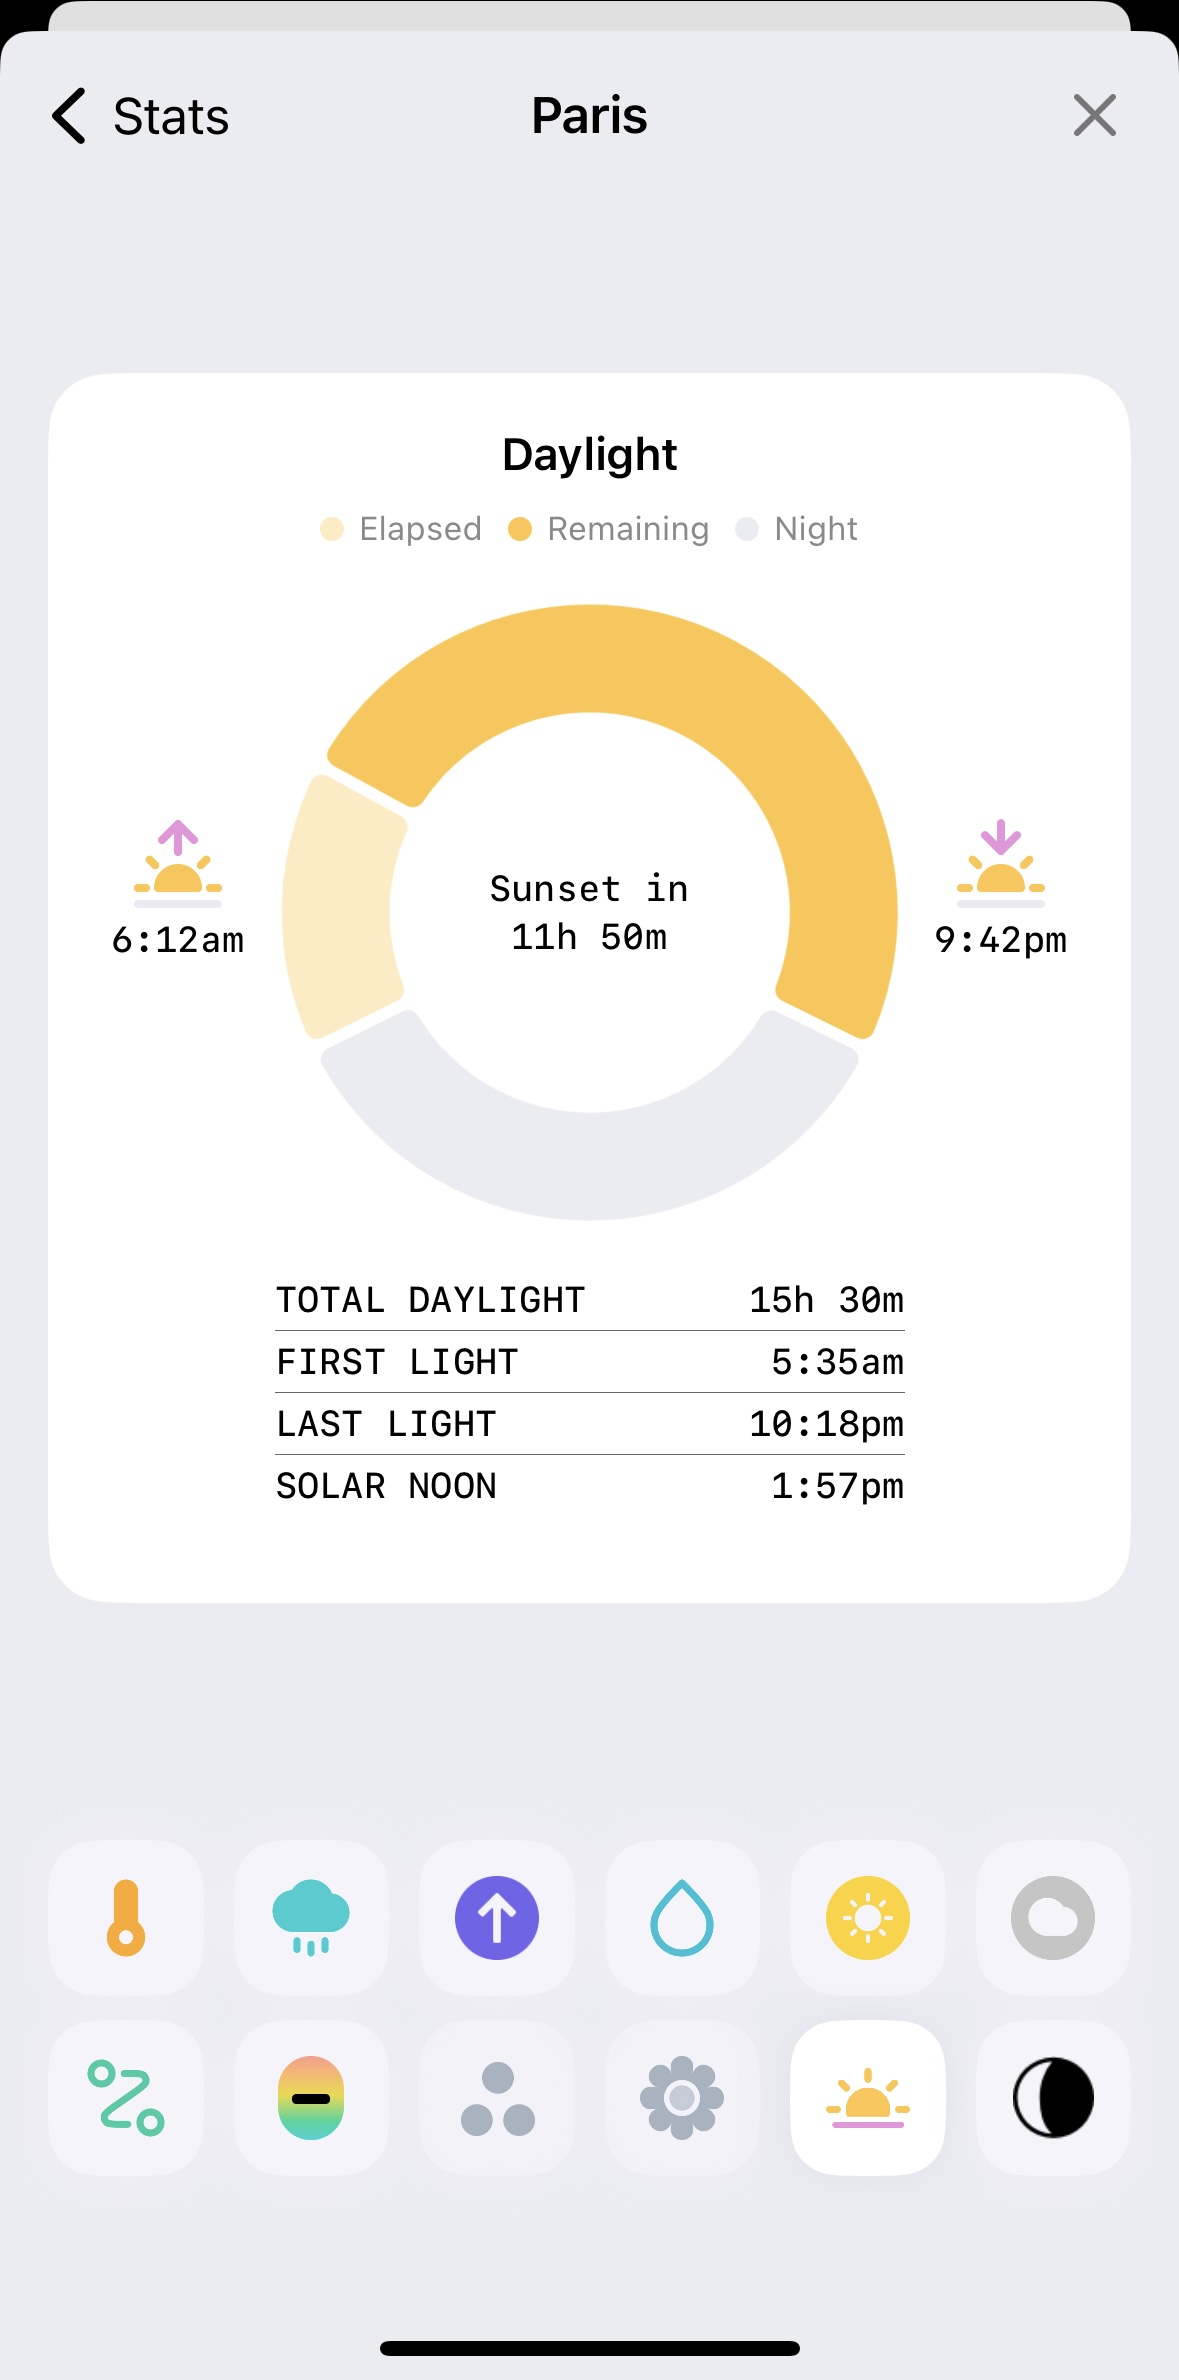 Stats
Paris
Daylight
Elapsed Remaining Night
Sunset in
11h 50m
6:12am
9:42pm
TOTAL DAYLIGHT 15h 30m
FIRST LIGHT 5:35am
LAST LIGHT 10:18pm
SOLAR NOON 1:57pm